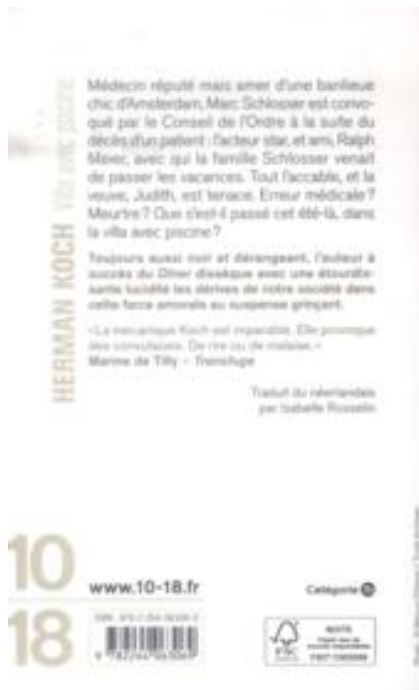 HERMAN KOCH Villa avec piscine
Médecin réputé mais amer d'une banlieue
chic d'Amsterdam, Marc Schlosser est convo-
qué par le Conseil de l'Ordre à la suite du
décès d'un patient : l'acteur star, et ami, Ralph
Meier, avec qui la famille Schlosser venait
de passer les vacances. Tout l'accable, et la
veuve, Judith, est tenace. Erreur médicale ?
Meurtre ? Que s'est-il passé cet été-là, dans
la villa avec piscine ?
Toujours aussi noir et dérangeant, l'auteur à
succès du Dîner dissèque avec une étourdis-
sante lucidité les dérives de notre société dans
cette farce amorale au suspense grinçant.
« La mécanique Koch est imparable. Elle provoque
des convulsions. De rire ou de malaise. »
Marine de Tilly – Transfuge
Traduit du néerlandais
par Isabelle Rosselin
10
18
www.10-18.fr
Catégorie
ISBN
FSC
MIXTE